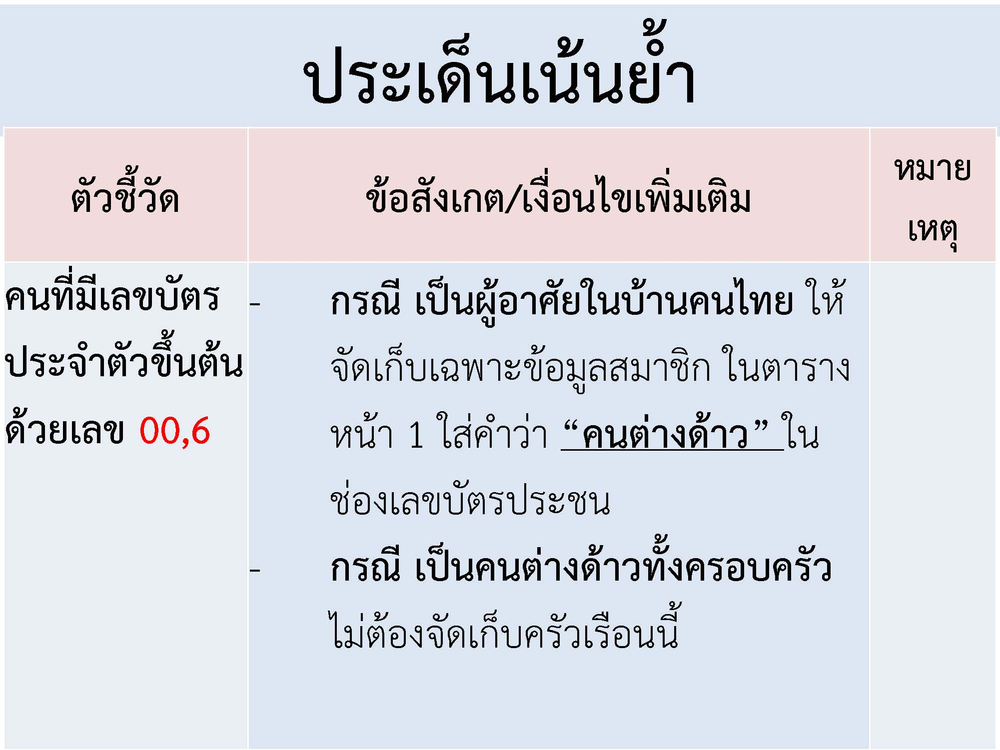 ประเด็นเน้นย้ำ
ตัวชี้วัด
ข้อสังเกต/เงื่อนไขเพิ่มเติม
หมาย
เหตุ
คนที่มีเลขบัตร
ประจำตัวขึ้นต้น
ด้วยเลข 00,6
- กรณี เป็นผู้อาศัยในบ้านคนไทย ให้
จัดเก็บเฉพาะข้อมูลสมาชิก ในตาราง
หน้า 1 ใส่คำว่า “คนต่างด้าว” ใน
ช่องเลขบัตรประชน
- กรณี เป็นคนต่างด้าวทั้งครอบครัว
ไม่ต้องจัดเก็บครัวเรือนนี้